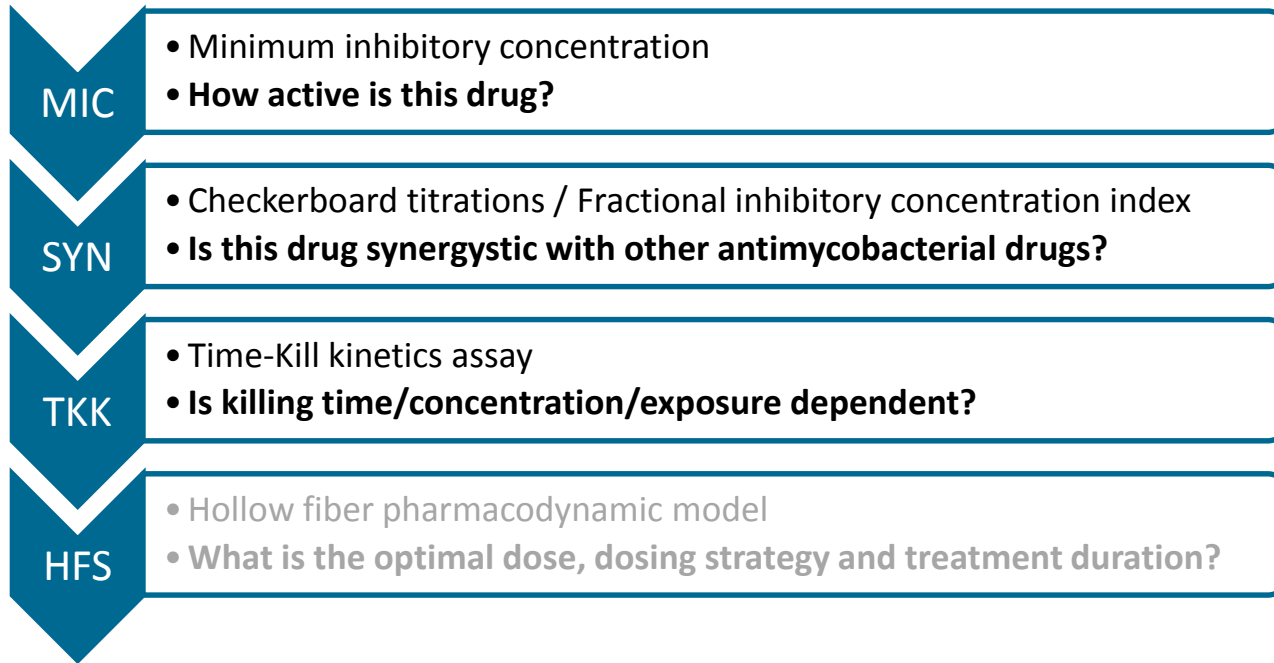 MIC
• Minimum inhibitory concentration
• How active is this drug?
SYN
• Checkerboard titrations / Fractional inhibitory concentration index
• Is this drug synergystic with other antimycobacterial drugs?
TKK
• Time-Kill kinetics assay
• Is killing time/concentration/exposure dependent?
HFS
• Hollow fiber pharmacodynamic model
• What is the optimal dose, dosing strategy and treatment duration?